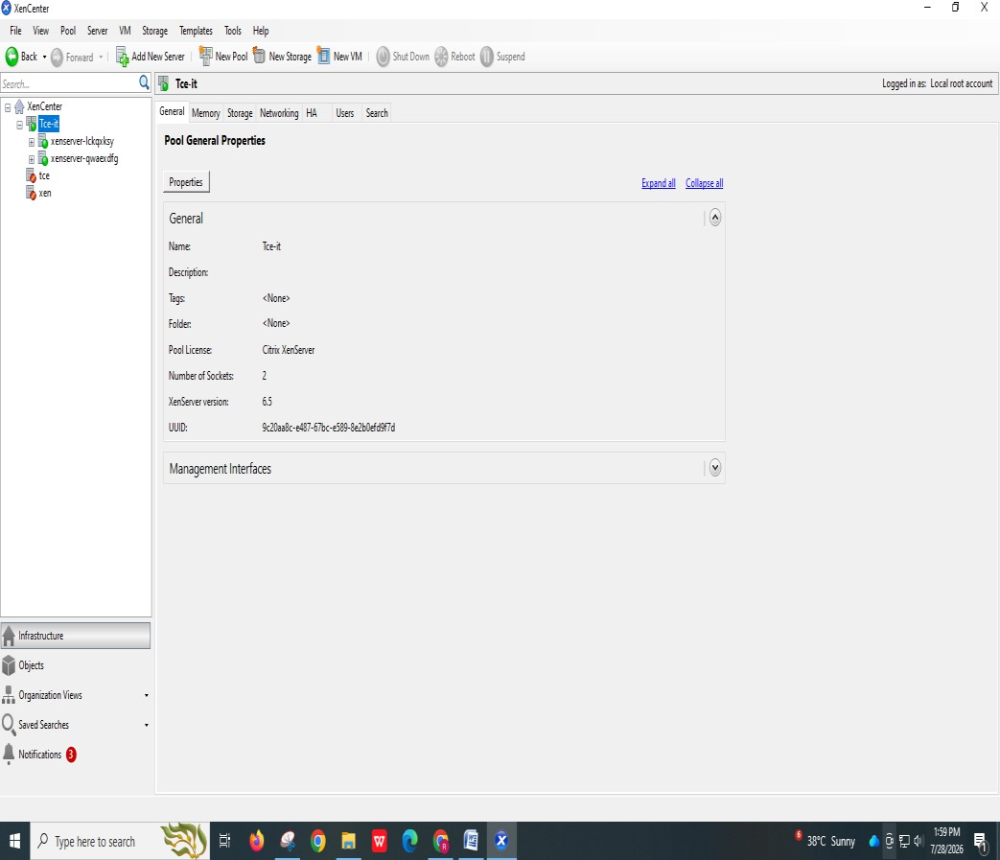 XenCenter
File View Pool Server VM Storage Templates Tools Help
Back Forward Add New Server New Pool New Storage New VM Shut Down Reboot Suspend
Search...
Tce-it
Logged in as: Local root account
XenCenter
Tce-it
xenserver-lckqxksy
xenserver-qwaexdfg
tce
xen
General Memory Storage Networking HA Users Search
Pool General Properties
Properties
Expand all Collapse all
General
Name: Tce-it
Description:
Tags: <None>
Folder: <None>
Pool License: Citrix XenServer
Number of Sockets: 2
XenServer version: 6.5
UUID: 9c20aa8c-e487-67bc-e589-8e2b0efd9f7d
Management Interfaces
Infrastructure
Objects
Organization Views
Saved Searches
Notifications 3
Type here to search
38°C Sunny
1:59 PM
7/28/2026
1